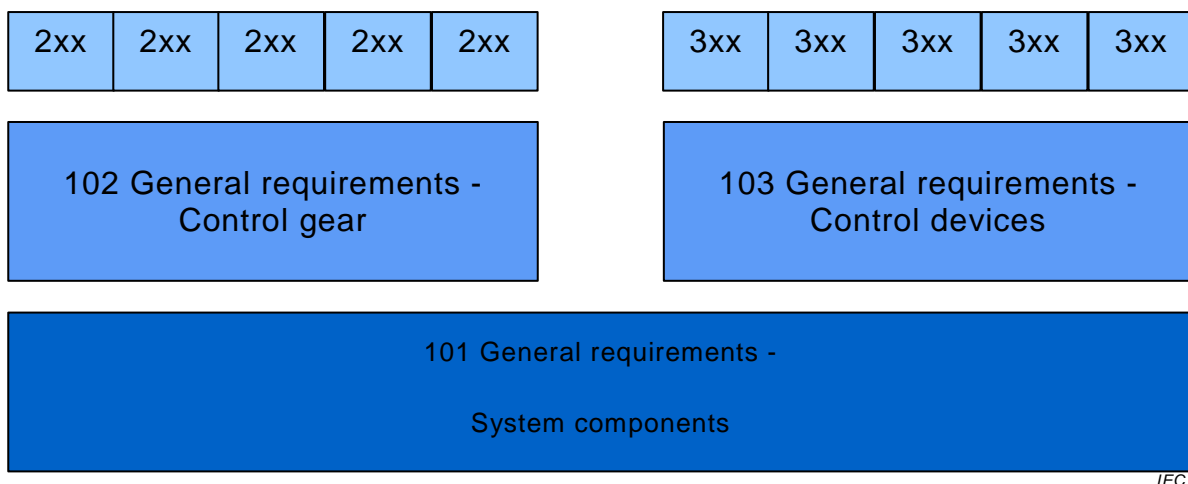 2xx 2xx 2xx 2xx 2xx 3xx 3xx 3xx 3xx 3xx
102 General requirements -
Control gear
103 General requirements -
Control devices
101 General requirements -
System components
IEC